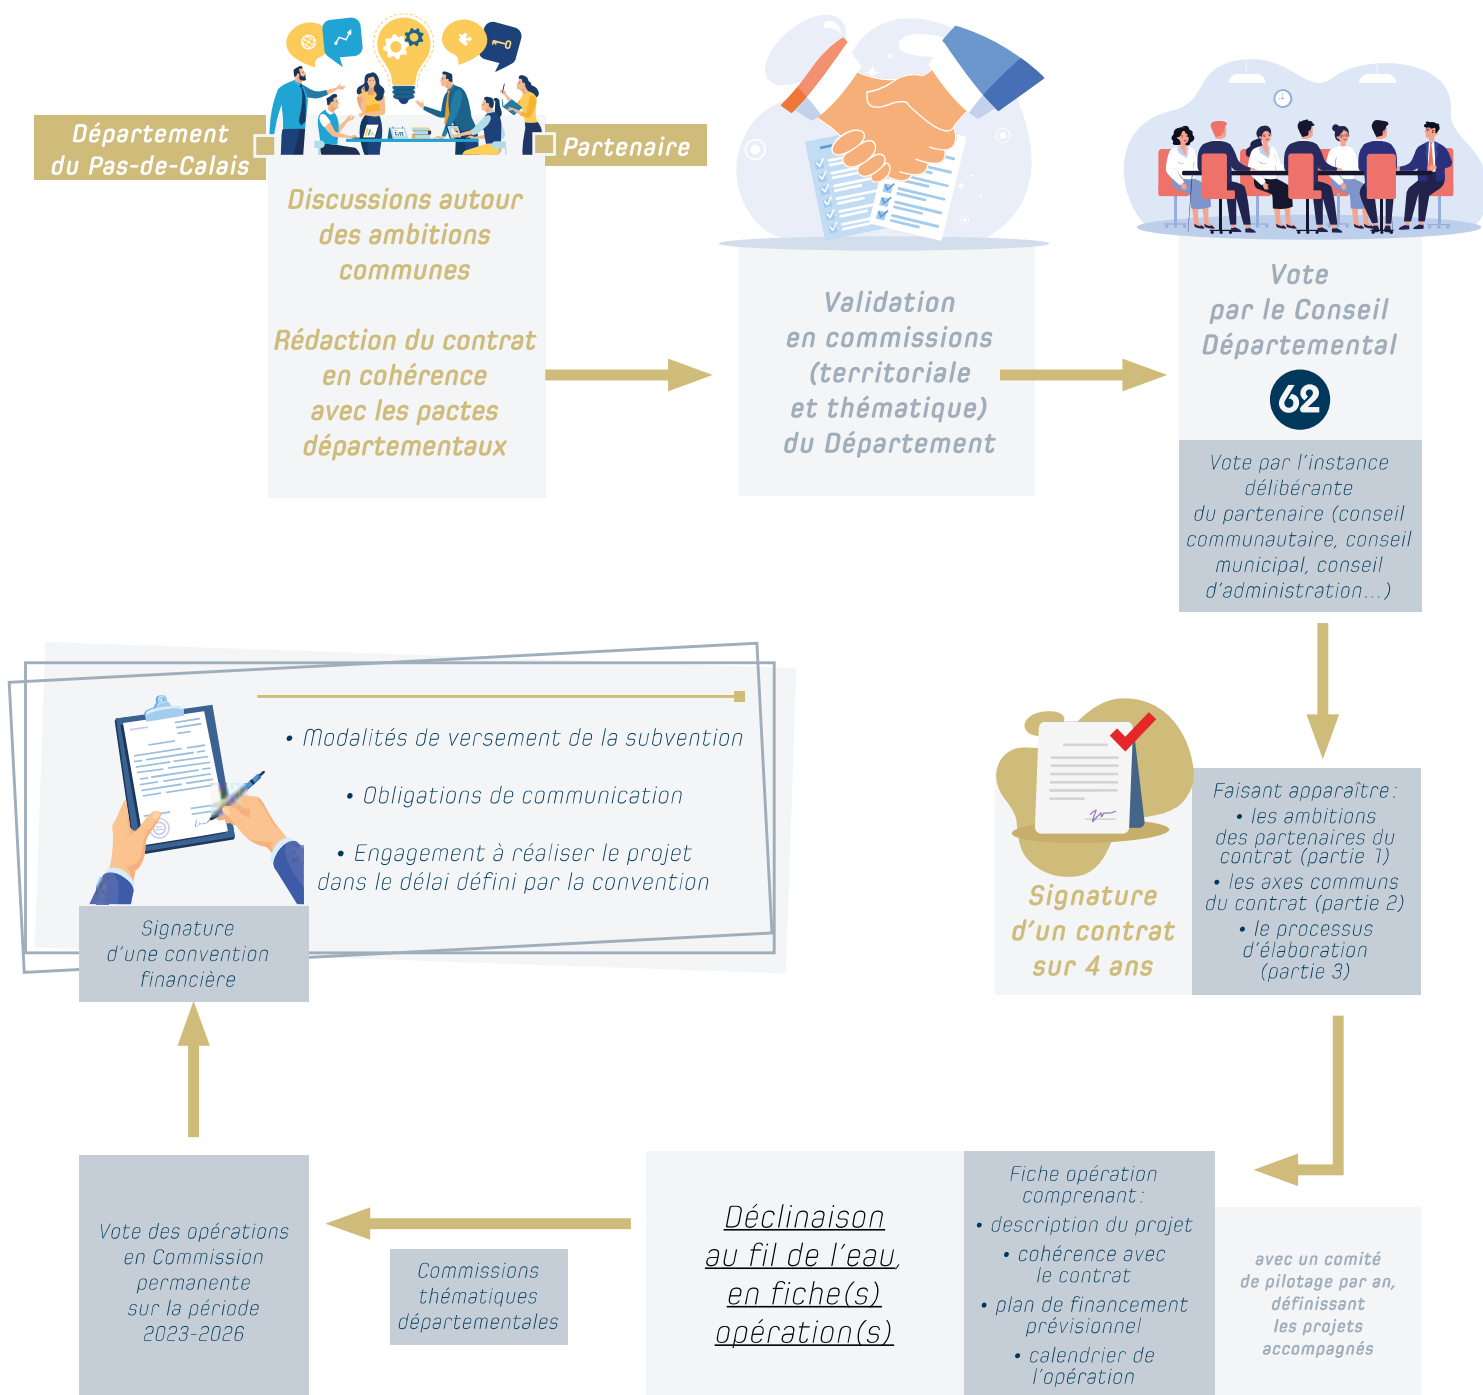 Département
du Pas-de-Calais
Partenaire
Discussions autour
des ambitions
communes
Rédaction du contrat
en cohérence
avec les pactes
départementaux
Validation
en commissions
(territoriale
et thématique)
du Département
Vote
par le Conseil
Départemental
62
Vote par l'instance
délibérante
du partenaire (conseil
communautaire, conseil
municipal, conseil
d'administration...)
Signature
d'un contrat
sur 4 ans
Faisant apparaître :
• les ambitions
des partenaires du
contrat (partie 1)
• les axes communs
du contrat (partie 2)
• le processus
d'élaboration
(partie 3)
avec un comité
de pilotage par an,
définissant
les projets
accompagnés
Déclinaison
au fil de l'eau,
en fiche(s)
opération(s)
Fiche opération
comprenant :
• description du projet
• cohérence avec
le contrat
• plan de financement
prévisionnel
• calendrier de
l'opération
Commissions
thématiques
départementales
Vote des opérations
en Commission
permanente
sur la période
2023-2026
Signature
d'une convention
financière
• Modalités de versement de la subvention
• Obligations de communication
• Engagement à réaliser le projet
dans le délai défini par la convention